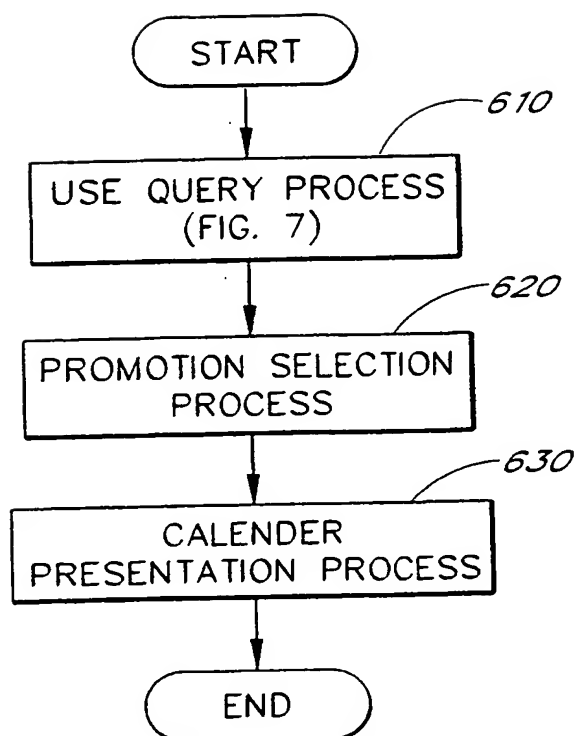 START
610
USE QUERY PROCESS
(FIG. 7)
620
PROMOTION SELECTION
PROCESS
630
CALENDER
PRESENTATION PROCESS
END